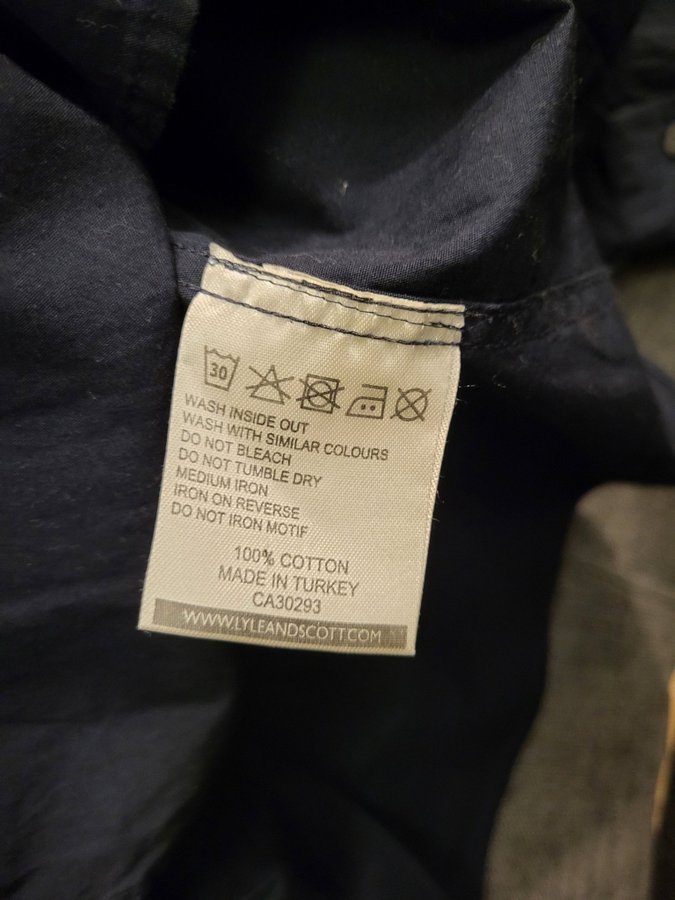 30
WASH INSIDE OUT
WASH WITH SIMILAR COLOURS
DO NOT BLEACH
DO NOT TUMBLE DRY
MEDIUM IRON
IRON ON REVERSE
DO NOT IRON MOTIF
100% COTTON
MADE IN TURKEY
CA30293
WWW.LYLEANDSCOTT.COM